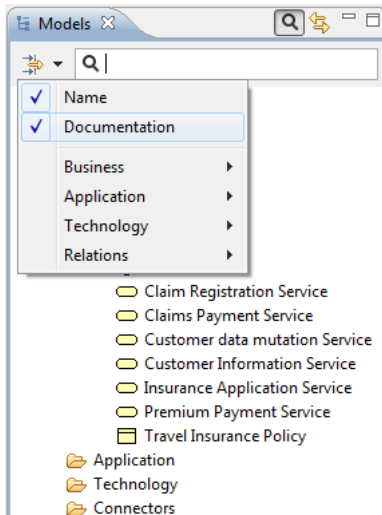 Models
Name
Documentation
Business
Application
Technology
Relations
Claim Registration Service
Claims Payment Service
Customer data mutation Service
Customer Information Service
Insurance Application Service
Premium Payment Service
Travel Insurance Policy
Application
Technology
Connectors